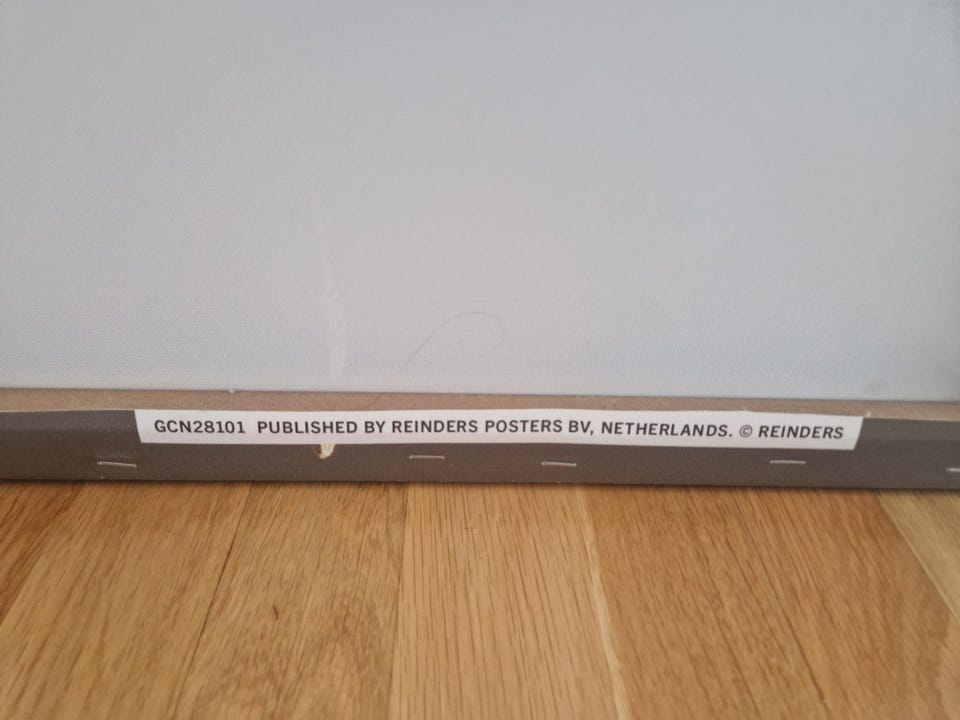 GCN28101 PUBLISHED BY REINDERS POSTERS BV, NETHERLANDS. © REINDERS